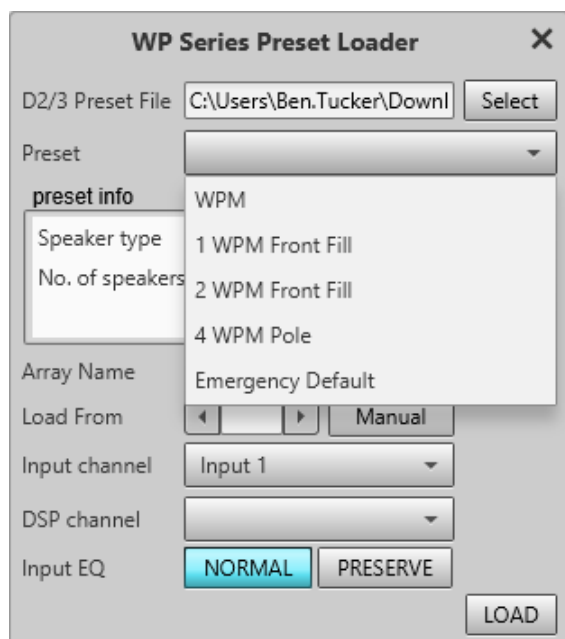 WP Series Preset Loader
D2/3 Preset File C:\Users\Ben.Tucker\Downl Select
Preset
preset info
WPM
Speaker type
1 WPM Front Fill
No. of speakers
2 WPM Front Fill
4 WPM Pole
Array Name
Emergency Default
Load From Manual
Input channel Input 1
DSP channel
Input EQ NORMAL PRESERVE
LOAD